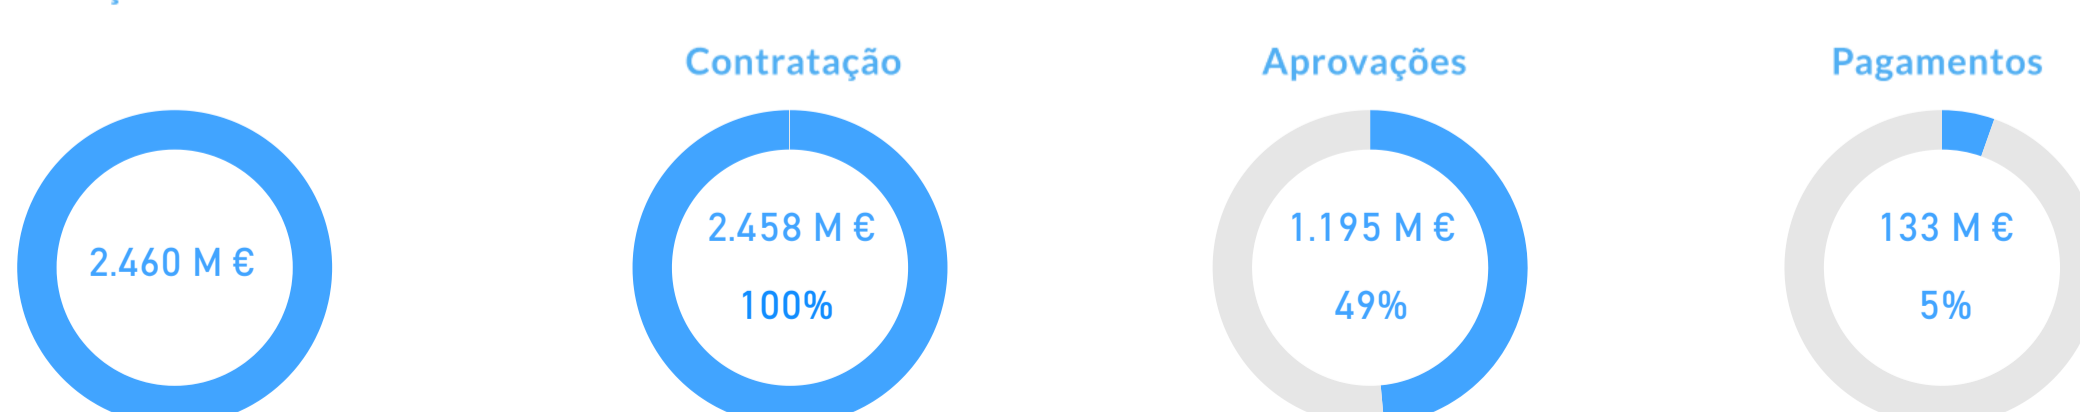 Contratação
Aprovações
Pagamentos
2.460 M €
2.458 M €
100%
1.195 M €
49%
133 M €
5%